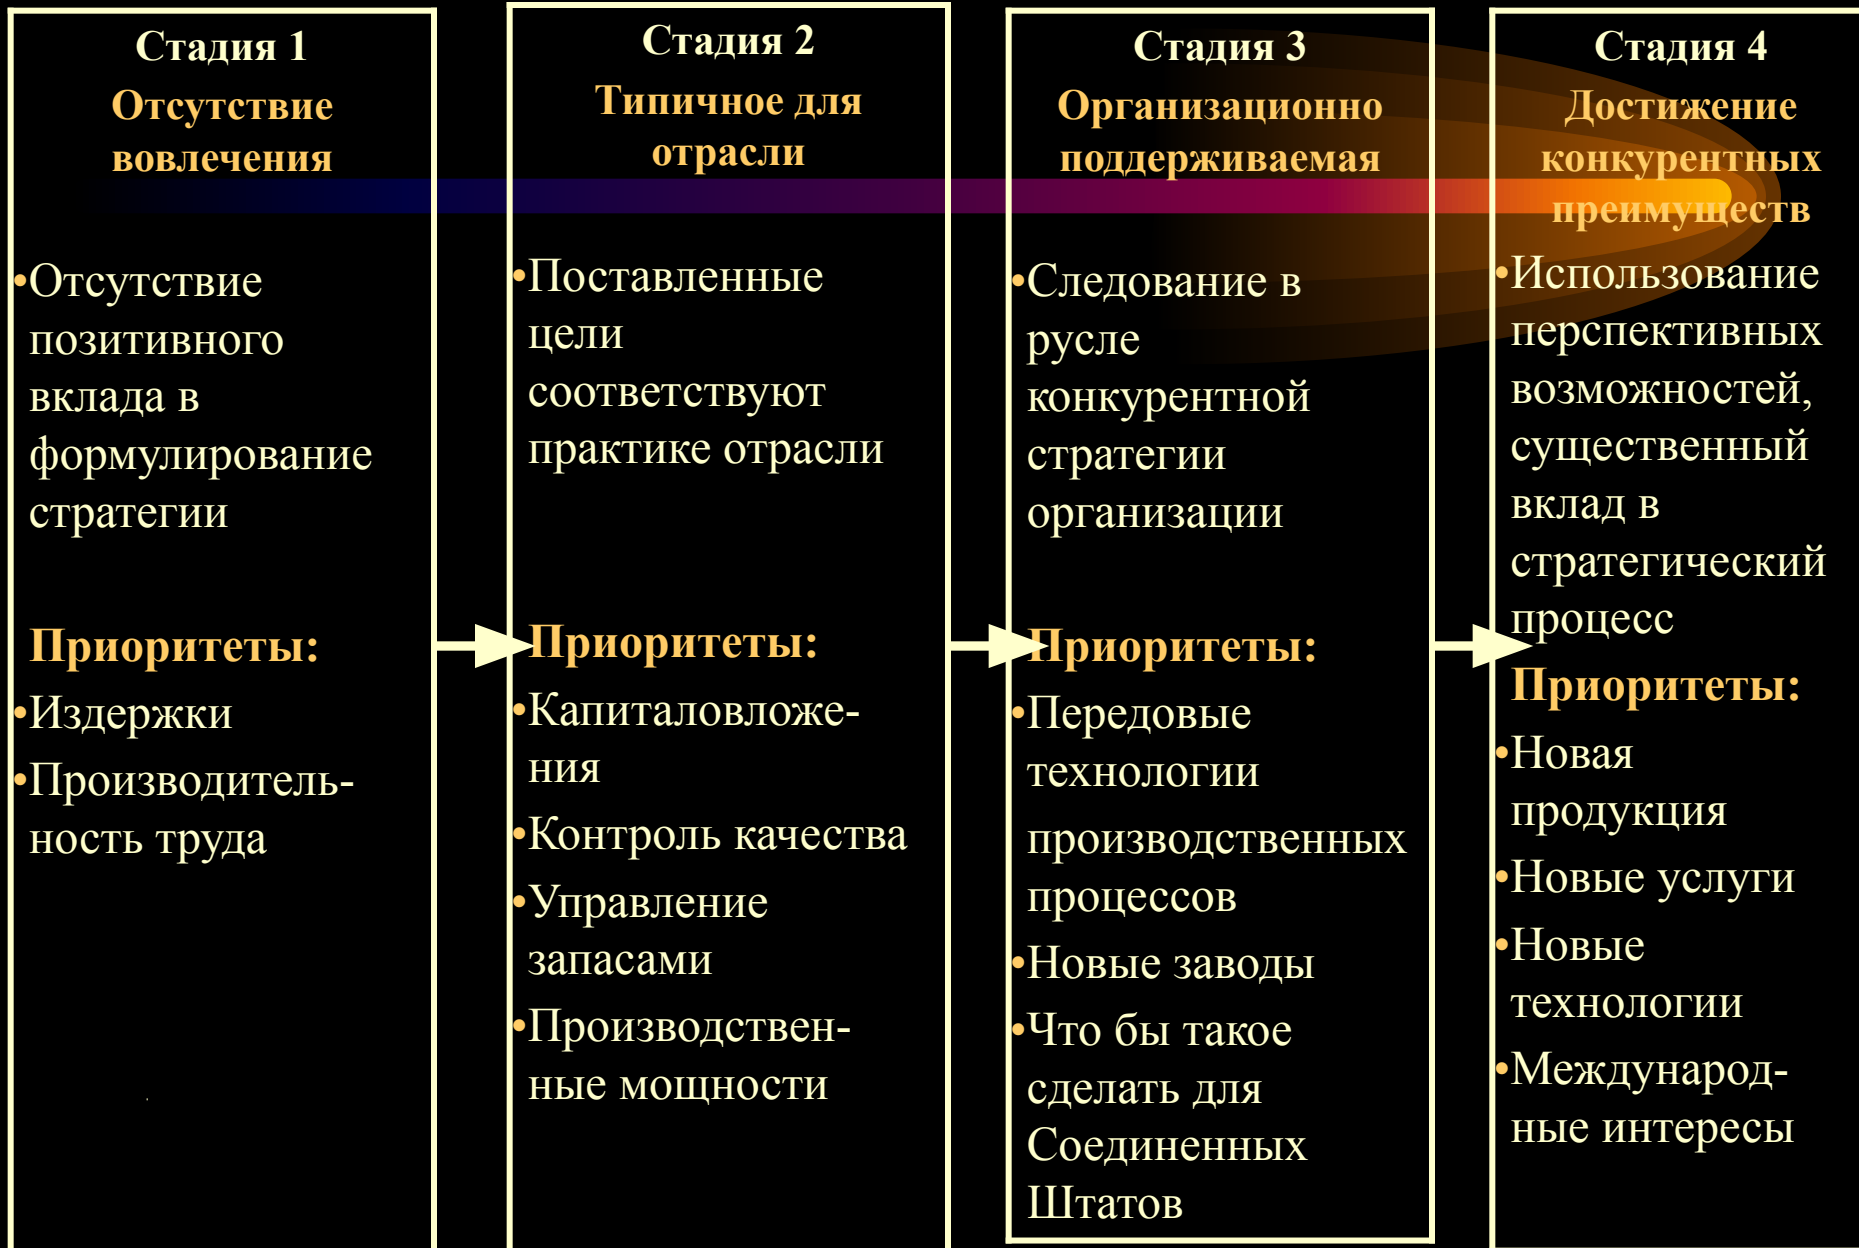 Стадия 1
Отсутствие
вовлечения
•Отсутствие
позитивного
вклада в
формулирование
стратегии
Приоритеты:
•Издержки
•Производитель-
ность труда
Стадия 2
Типичное для
отрасли
•Поставленные
цели
соответствуют
практике отрасли
Приоритеты:
•Капиталовложе-
ния
•Контроль качества
•Управление
запасами
•Производствен-
ные мощности
Стадия 3
Организационно
поддерживаемая
•Следование в
русле
конкурентной
стратегии
организации
Приоритеты:
•Передовые
технологии
производственных
процессов
•Новые заводы
•Что бы такое
сделать для
Соединенных
Штатов
Стадия 4
Достижение
конкурентных
преимуществ
•Использование
перспективных
возможностей,
существенный
вклад в
стратегический
процесс
Приоритеты:
•Новая
продукция
•Новые услуги
•Новые
технологии
•Международ-
ные интересы